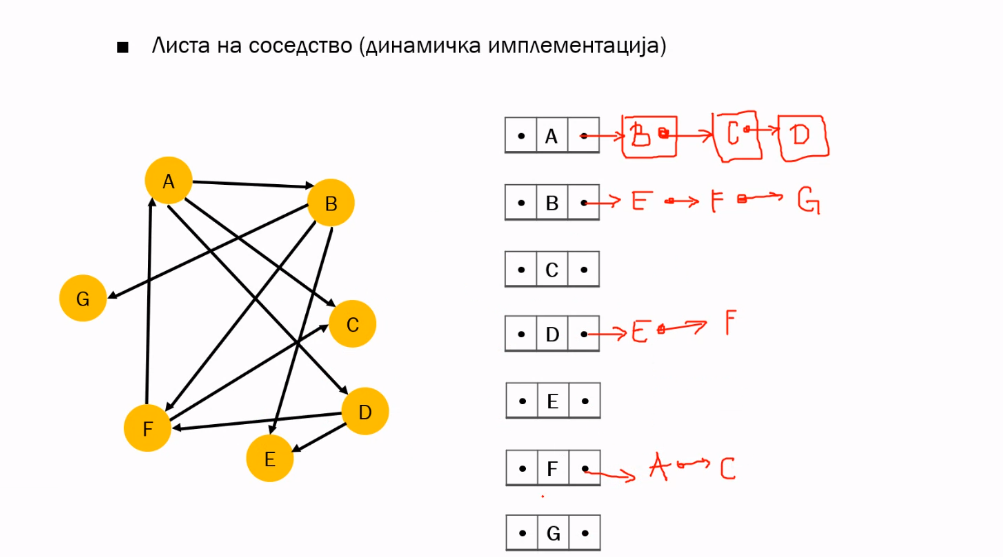 ▪ Листа на соседство (динамичка имплементација)
A
B
G
C
D
F
E
• A • → B → C → D
• B • → E → F → G
• C •
• D • → E → F
• E •
• F • → A → C
• G •